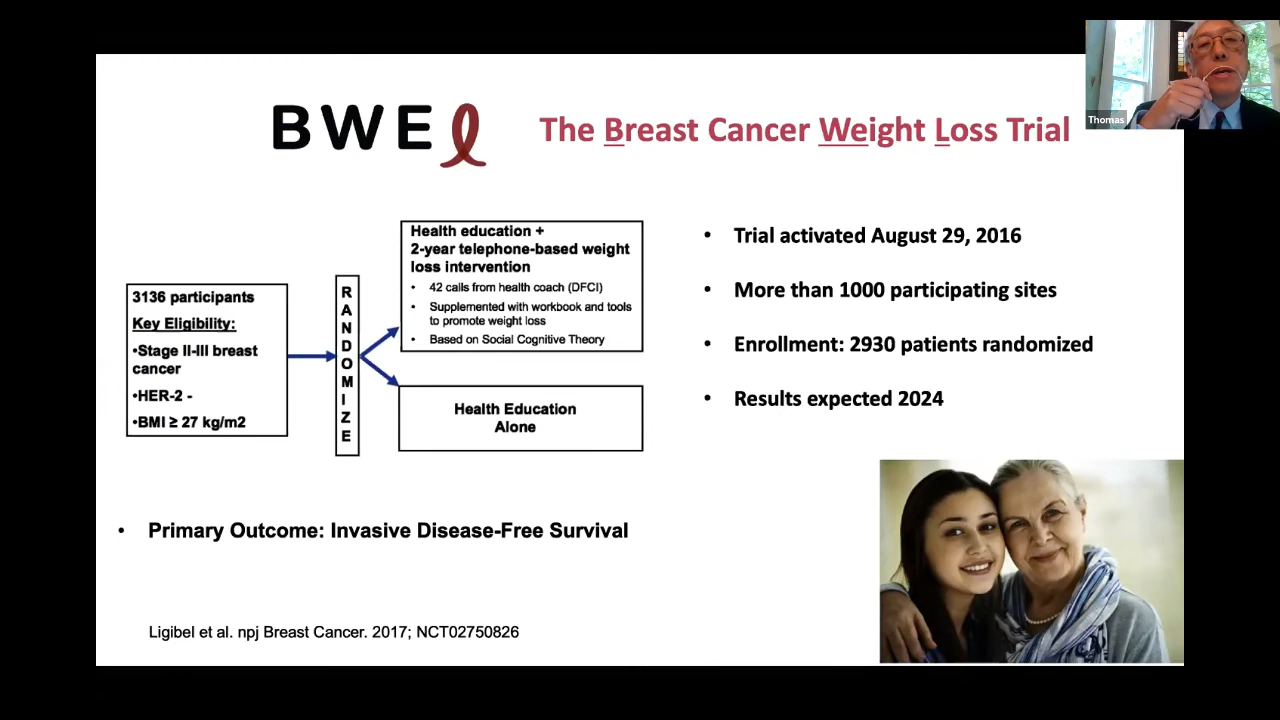 BWE
The Breast Cancer Weight Loss Trial
Thomas
3136 participants
Key Eligibility:
•Stage II-III breast
cancer
•HER-2 -
•BMI ≥ 27 kg/m2
R
A
N
D
O
M
I
Z
E
Health education +
2-year telephone-based weight
loss intervention
• 42 calls from health coach (DFCI)
• Supplemented with workbook and tools
to promote weight loss
• Based on Social Cognitive Theory
Health Education
Alone
• Trial activated August 29, 2016
• More than 1000 participating sites
• Enrollment: 2930 patients randomized
• Results expected 2024
• Primary Outcome: Invasive Disease-Free Survival
Ligibel et al. npj Breast Cancer. 2017; NCT02750826